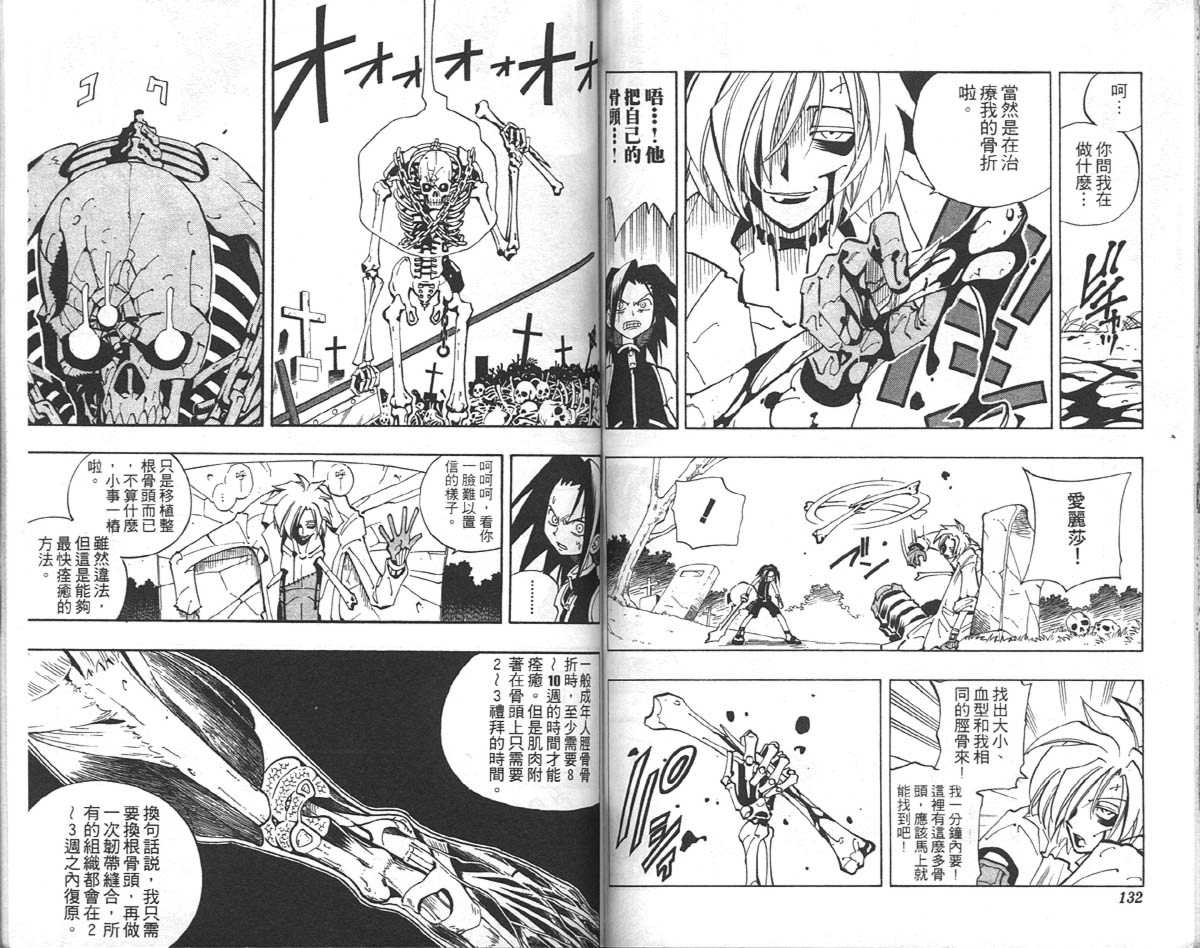 呵…
你問我在
做什麼…
當然是在治
療我的骨折
啦。
唔…！他
把自己的
骨頭…！
愛麗莎！
！
找出大小、
血型和我相
同的脛骨來！
我一分鐘內要！
這裡有這麼多骨
頭，應該馬上就
能找到吧！
132
オオオオオオ
コク
………
呵呵呵，看你
一臉難以置
信的樣子。
呼
呼
只是移植整
根骨頭而已
，不算什麼
，小事一樁
啦。
雖然違法，
但這是能夠
最快痊癒的
方法。
一般成年人脛骨骨
折時，至少需要8
～10週的時間才能
痊癒。但是肌肉附
著在骨頭上只需要
2～3禮拜的時間。
換句話說，我只需
要換根骨頭，再做
一次韌帶縫合，所
有的組織都會在2
～3週之內復原。